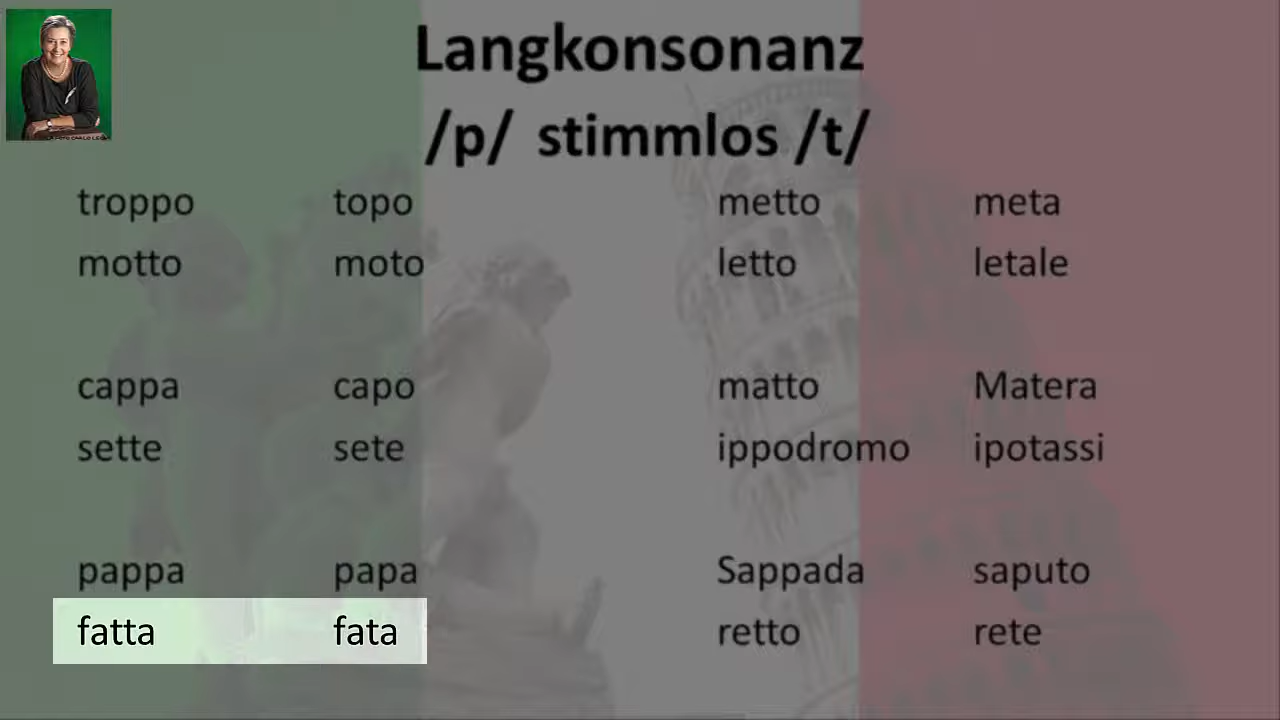 Langkonsonanz
/p/ stimmlos /t/
troppo topo metto meta
motto moto letto letale
cappa capo matto Matera
sette sete ippodromo ipotassi
pappa papa Sappada saputo
fatta fata retto rete